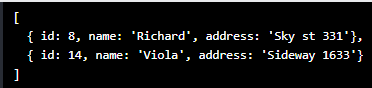 [
  { id: 8, name: 'Richard', address: 'Sky st 331'},
  { id: 14, name: 'Viola', address: 'Sideway 1633'}
]